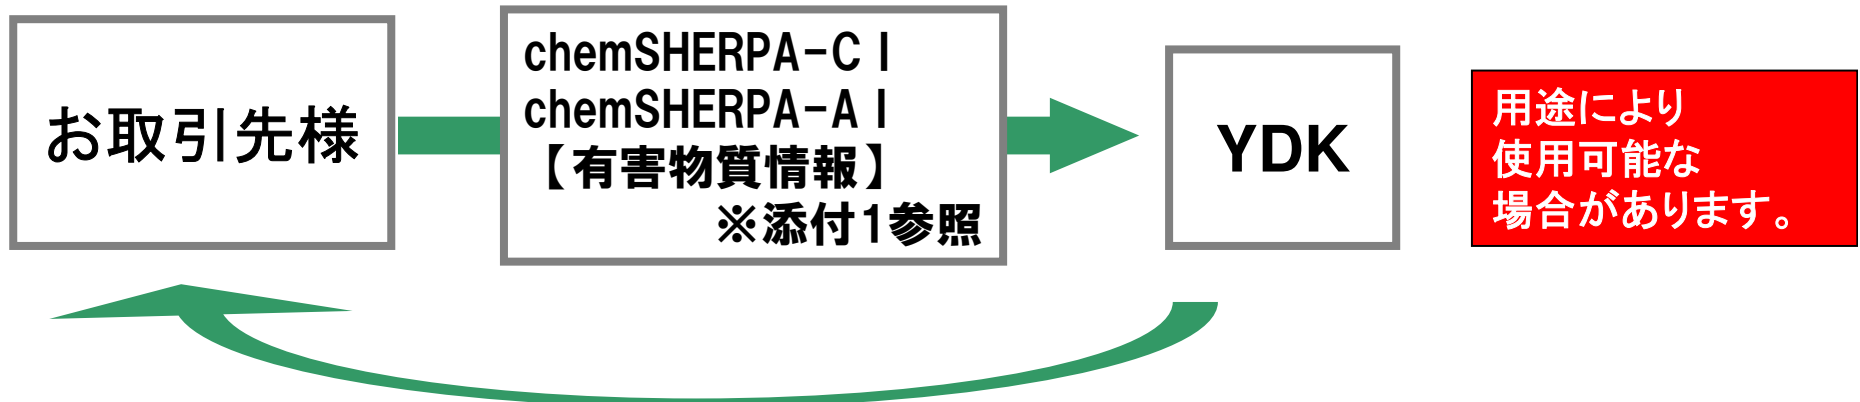 お取引先様
chemSHERPA-CI
chemSHERPA-AI
【有害物質情報】
※添付1参照
YDK
用途により
使用可能な
場合があります。